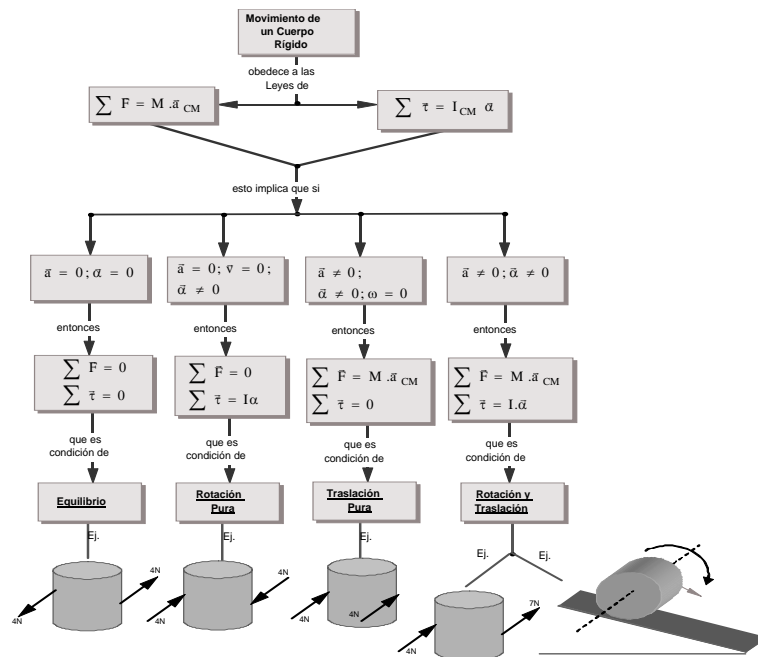 Movimiento de
un Cuerpo
Rígido
obedece a las
Leyes de
∑ F̄ = M .ā CM
∑ τ̄ = I CM α
esto implica que si
ā = 0 ; α = 0
ā = 0 ; v̄ = 0 ;
ᾱ ≠ 0
ā ≠ 0 ;
ᾱ ≠ 0 ; ω = 0
ā ≠ 0 ; ᾱ ≠ 0
entonces
entonces
entonces
entonces
∑ F̄ = 0
∑ τ̄ = 0
∑ F̄ = 0
∑ τ̄ = Iα
∑ F̄ = M .ā CM
∑ τ̄ = 0
∑ F̄ = M .ā CM
∑ τ̄ = I.ᾱ
que es
condición de
que es
condición de
que es
condición de
que es
condición de
Equilibrio
Rotación
Pura
Traslación
Pura
Rotación y
Traslación
Ej.
Ej.
Ej.
Ej.
Ej.
4N
4N
4N
4N
4N
4N
4N
7N